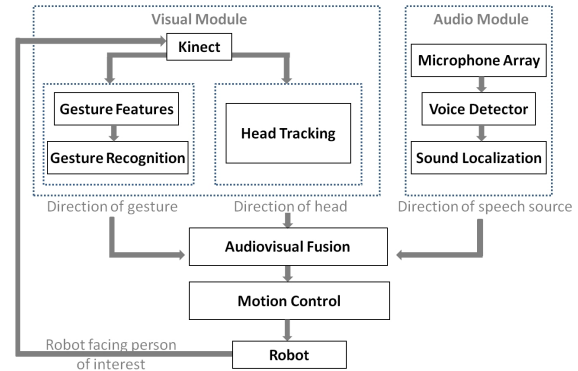 Visual Module
Kinect
Gesture Features
Gesture Recognition
Head Tracking
Audio Module
Microphone Array
Voice Detector
Sound Localization
Direction of gesture
Direction of head
Direction of speech source
Audiovisual Fusion
Motion Control
Robot facing person
of interest
Robot